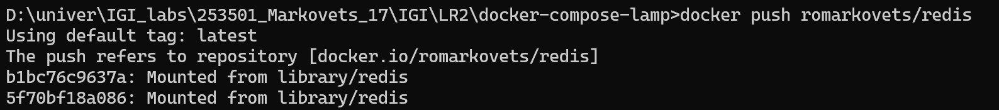 D:\univer\IGI_labs\253501_Markovets_17\IGI\LR2\docker-compose-lamp>docker push romarkovets/redis
Using default tag: latest
The push refers to repository [docker.io/romarkovets/redis]
b1bc76c9637a: Mounted from library/redis
5f70bf18a086: Mounted from library/redis